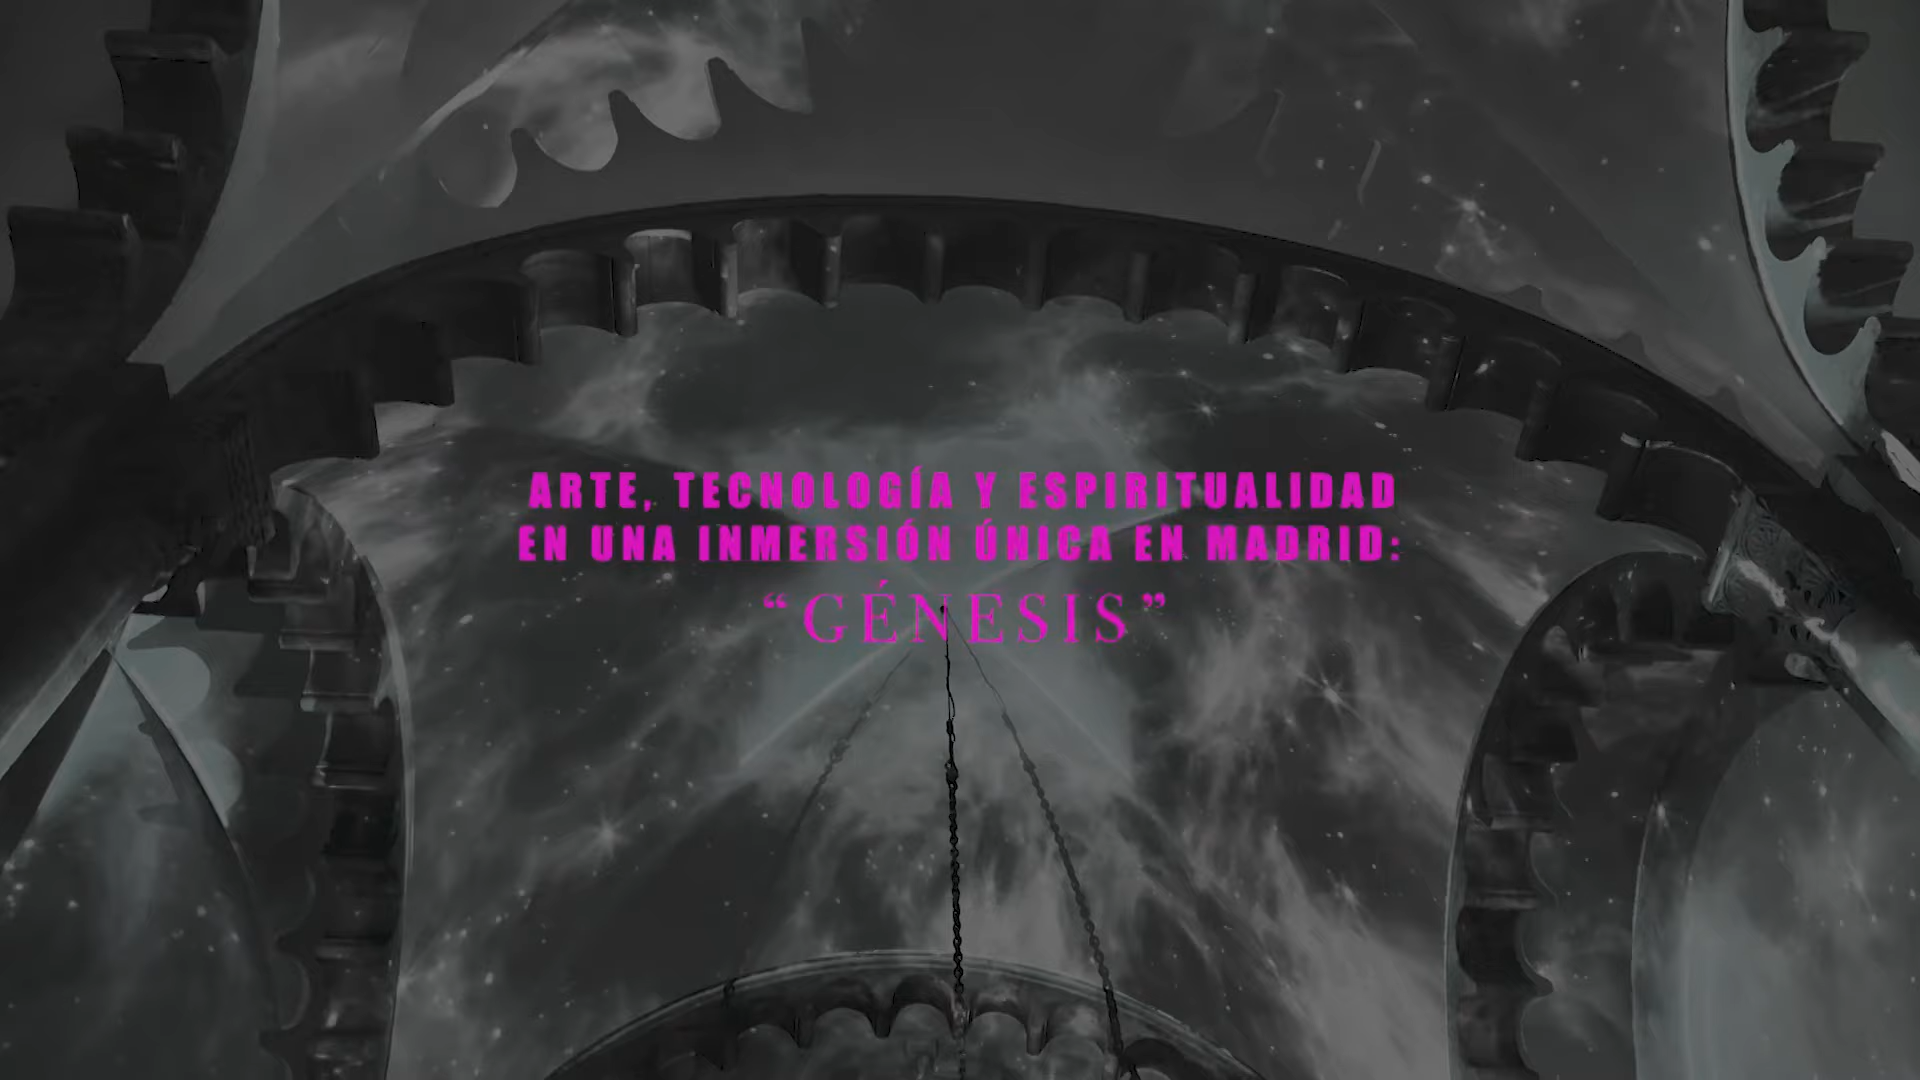 ARTE, TECNOLOGÍA Y ESPIRITUALIDAD
EN UNA INMERSIÓN ÚNICA EN MADRID:
“GÉNESIS”